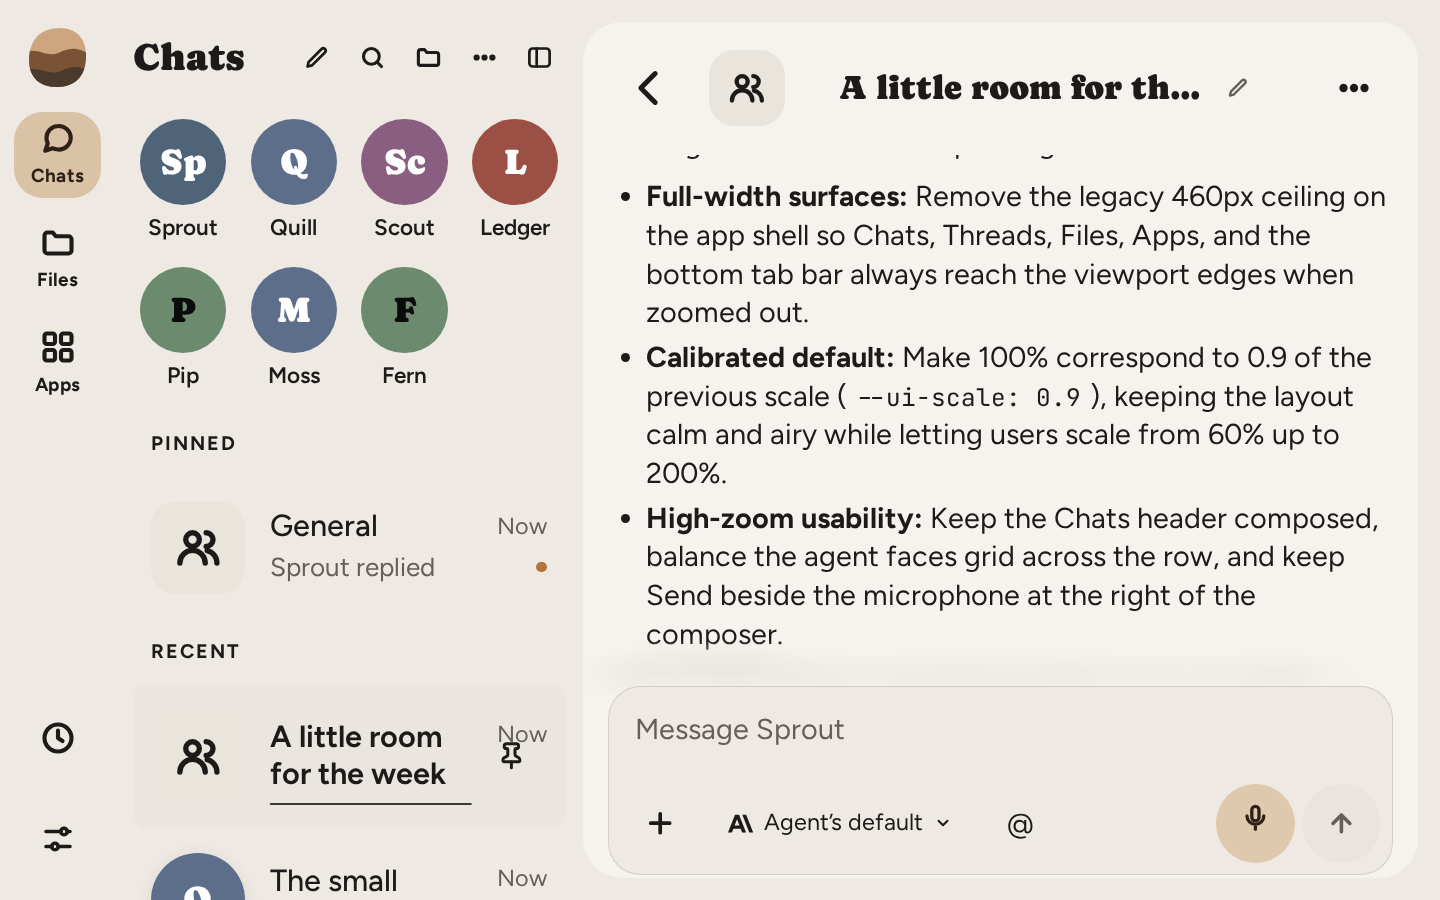 Chats
Chats
Files
Apps
Sp
Sprout
Q
Quill
Sc
Scout
L
Ledger
P
Pip
M
Moss
F
Fern
PINNED
General
Now
Sprout replied
RECENT
A little room
for the week
Now
Q
The small
Now
A little room for th...
• Full-width surfaces: Remove the legacy 460px ceiling on
the app shell so Chats, Threads, Files, Apps, and the
bottom tab bar always reach the viewport edges when
zoomed out.
• Calibrated default: Make 100% correspond to 0.9 of the
previous scale ( --ui-scale: 0.9 ), keeping the layout
calm and airy while letting users scale from 60% up to
200%.
• High-zoom usability: Keep the Chats header composed,
balance the agent faces grid across the row, and keep
Send beside the microphone at the right of the
composer.
Message Sprout
Agent’s default
@